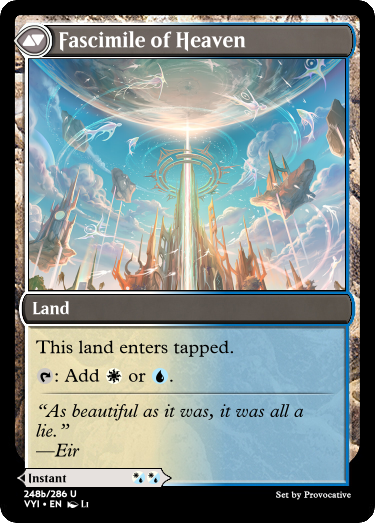 Fascimile of Heaven
Land
This land enters tapped.
: Add or .
“As beautiful as it was, it was all a
lie.”
—Eir
Instant
248b/286 U
VYI • EN Li
Set by Provocative